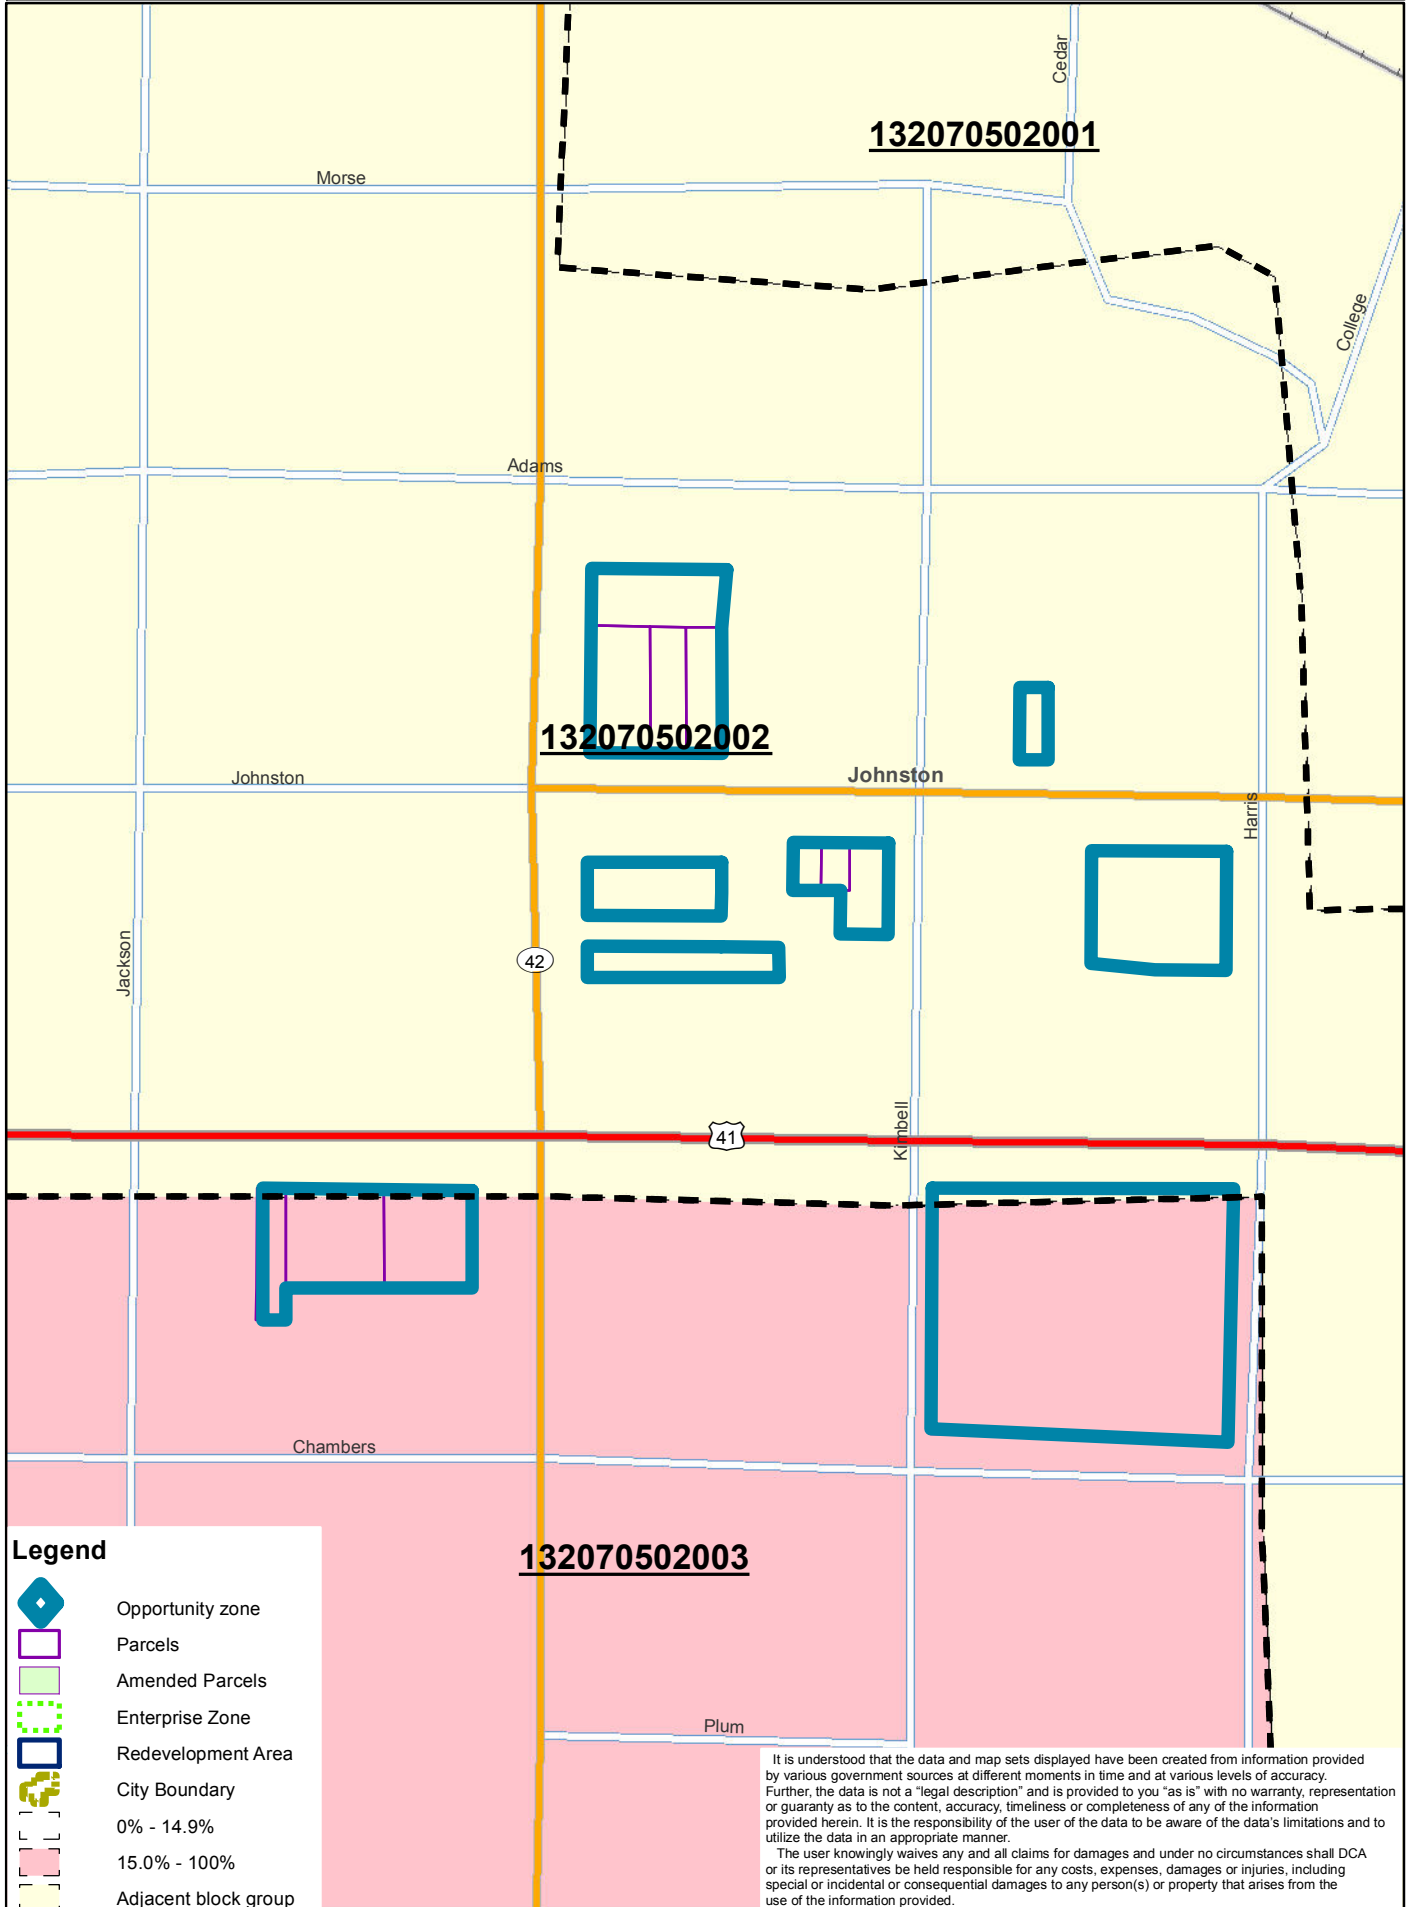 Cedar
132070502001
Morse
College
Adams
132070502002
Johnston
Johnston
Harris
Jackson
42
Kimbell
41
Chambers
132070502003
Plum
Legend
Opportunity zone
Parcels
Amended Parcels
Enterprise Zone
Redevelopment Area
City Boundary
0% - 14.9%
15.0% - 100%
Adjacent block group
It is understood that the data and map sets displayed have been created from information provided
by various government sources at different moments in time and at various levels of accuracy.
Further, the data is not a “legal description” and is provided to you “as is” with no warranty, representation
or guaranty as to the content, accuracy, timeliness or completeness of any of the information
provided herein. It is the responsibility of the user of the data to be aware of the data’s limitations and to
utilize the data in an appropriate manner.
The user knowingly waives any and all claims for damages and under no circumstances shall DCA
or its representatives be held responsible for any costs, expenses, damages or injuries, including
special or incidental or consequential damages to any person(s) or property that arises from the
use of the information provided.